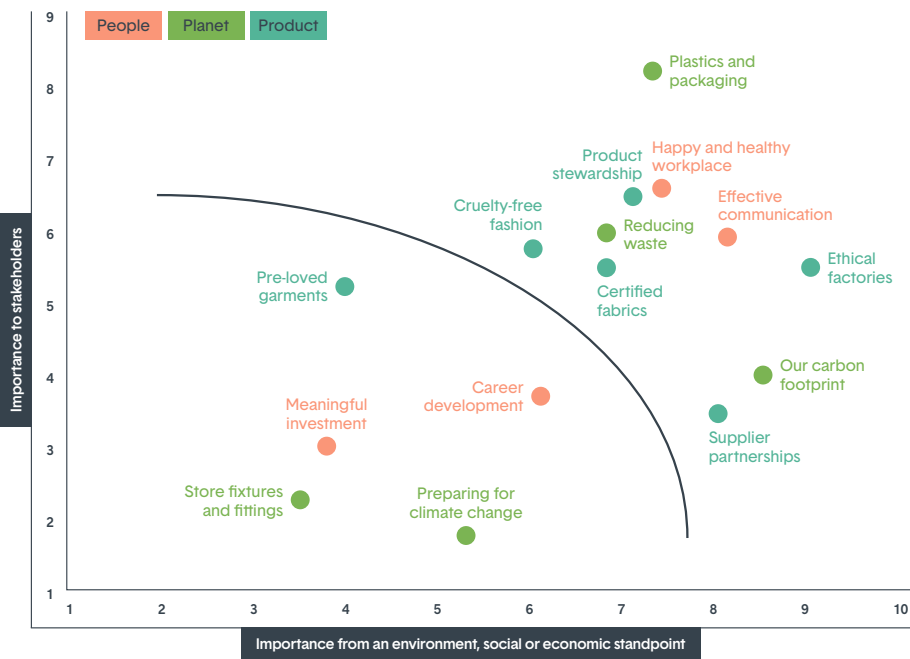 People Planet Product
9
8
7
6
5
4
3
2
1
Importance to stakeholders
Plastics and
packaging
Happy and healthy
workplace
Product
stewardship
Effective
communication
Cruelty-free
fashion
Reducing
waste
Ethical
factories
Pre-loved
garments
Certified
fabrics
Our carbon
footprint
Career
development
Meaningful
investment
Supplier
partnerships
Store fixtures
and fittings
Preparing for
climate change
1 2 3 4 5 6 7 8 9 10
Importance from an environment, social or economic standpoint